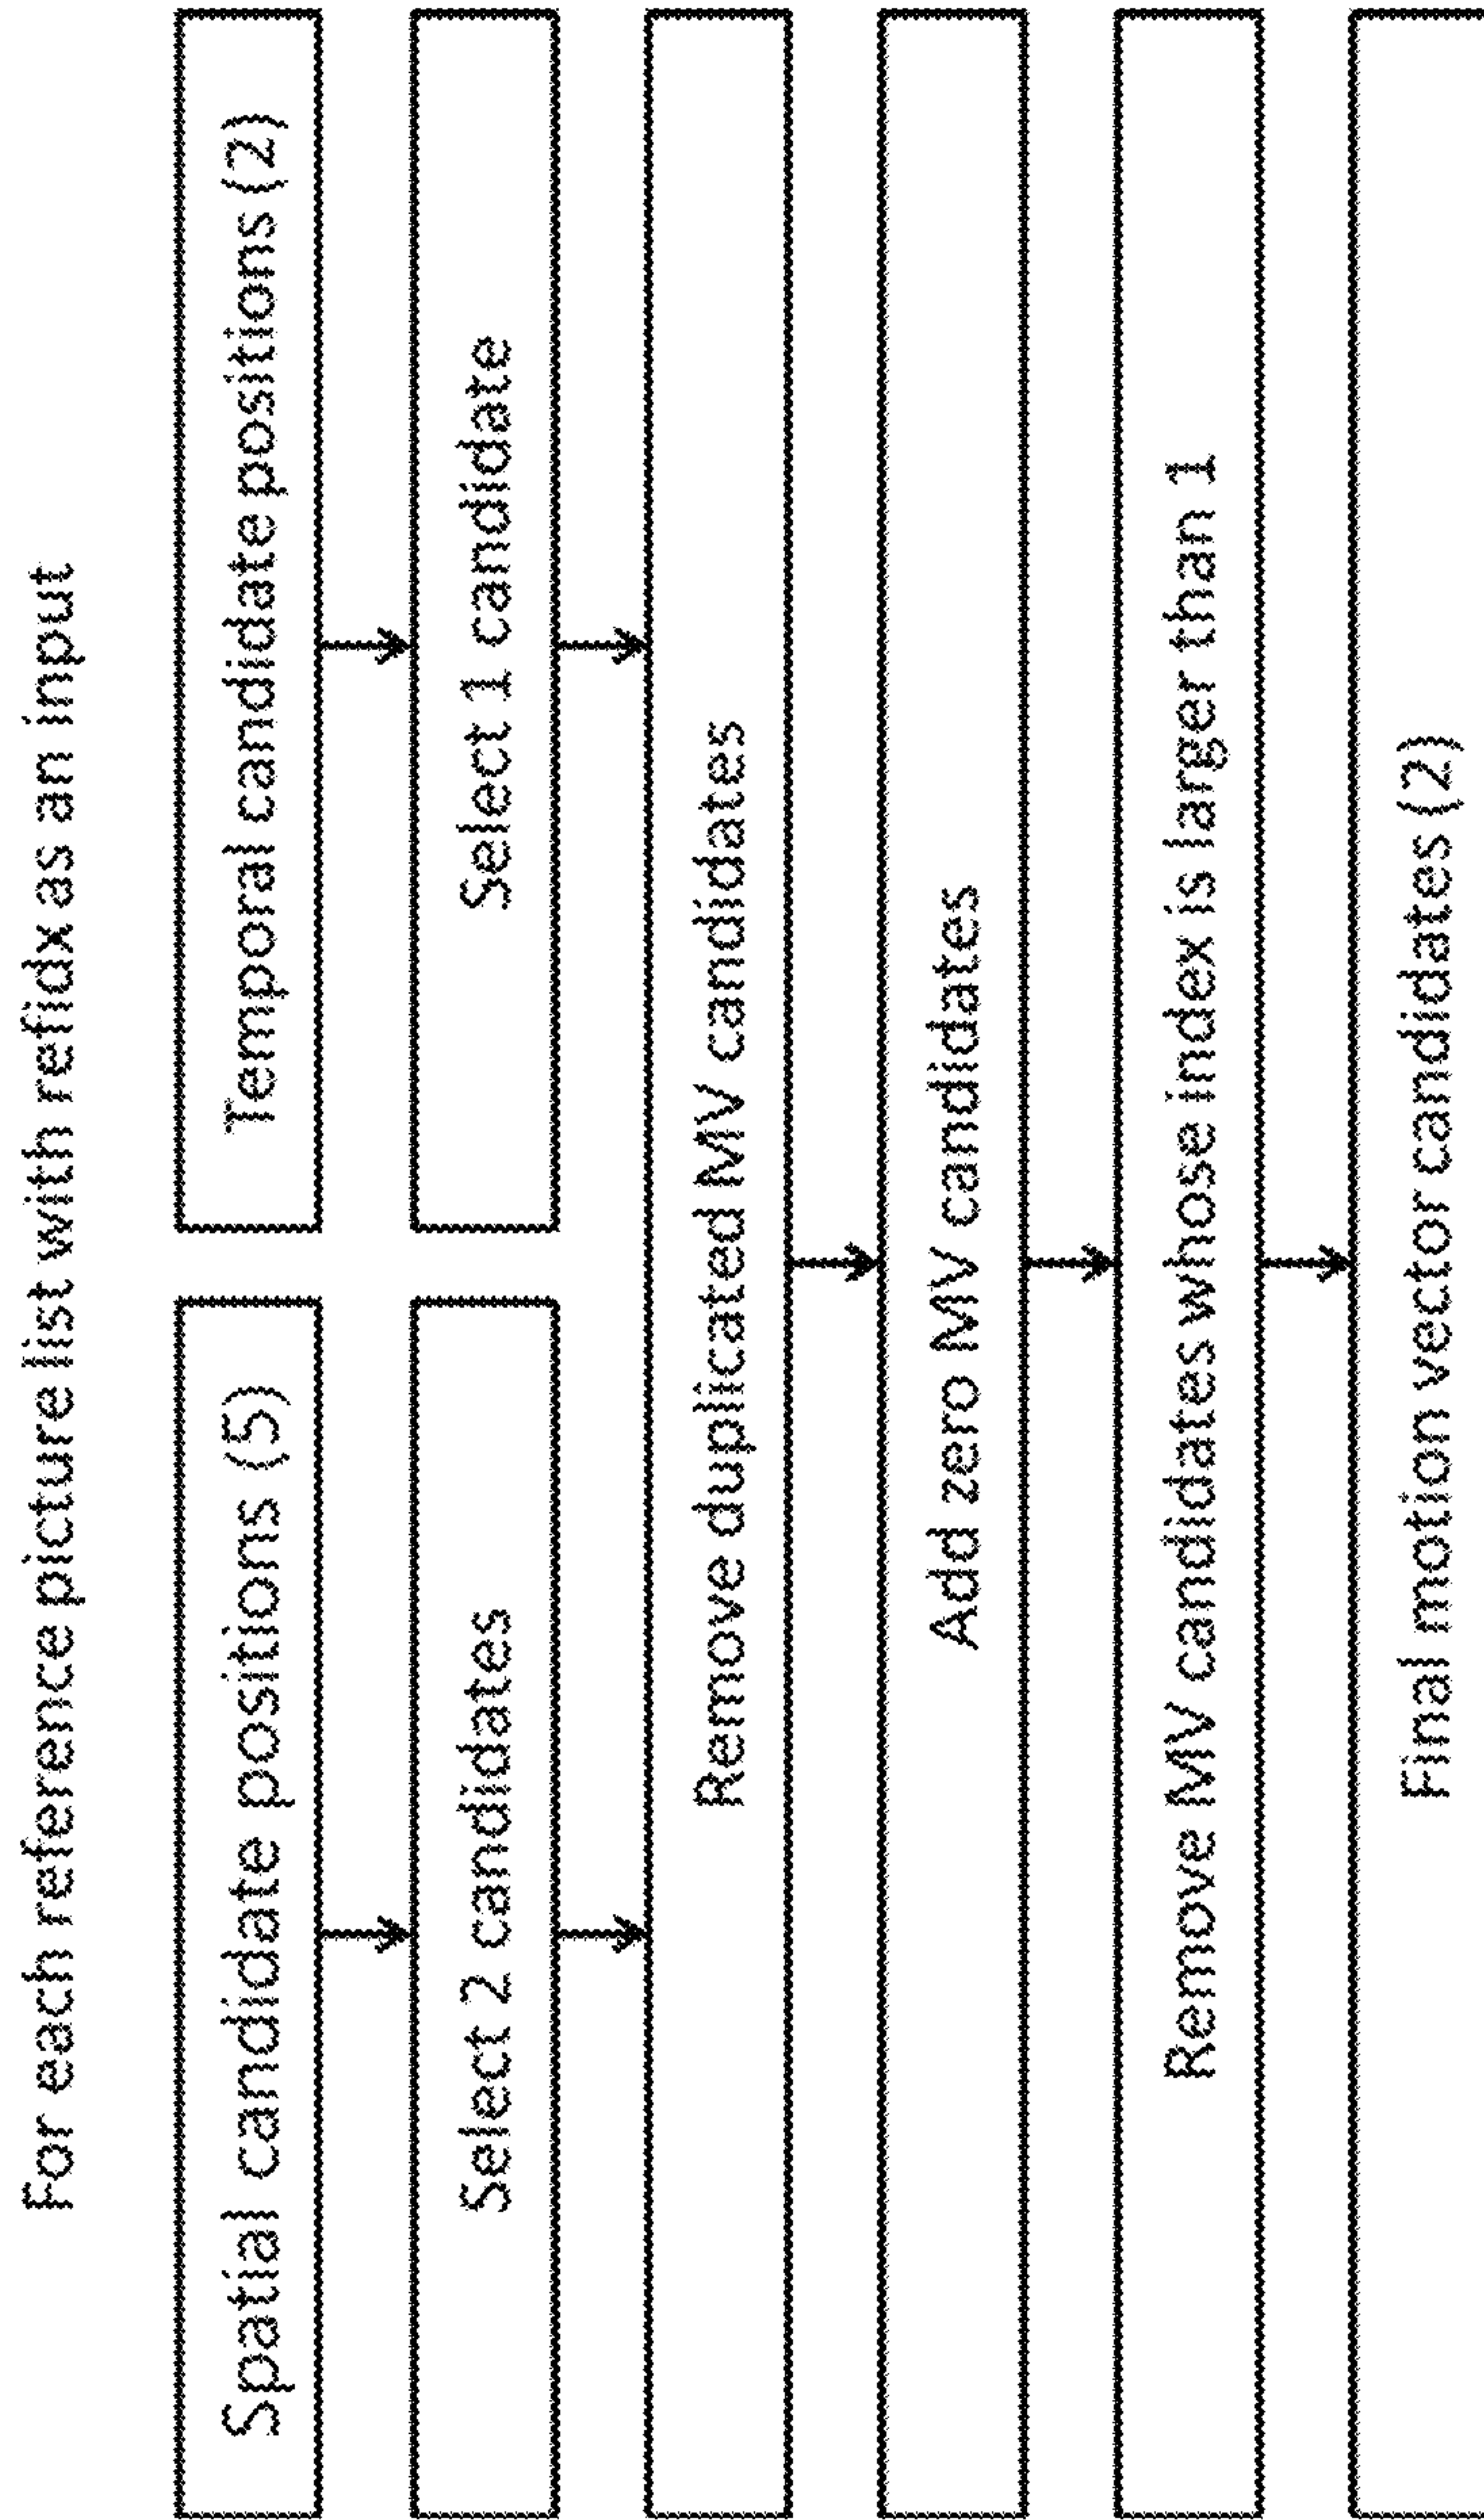 For each reference picture list with refidx as an input
Spatial candidate positions (5)
Temporal candidate positions (2)
Select 2 candidates
Select 1 candidate
Remove duplicated MV candidates
Add zero MV candidates
Remove MV candidates whose index is larger than 1
Final motion vector candidates (2)